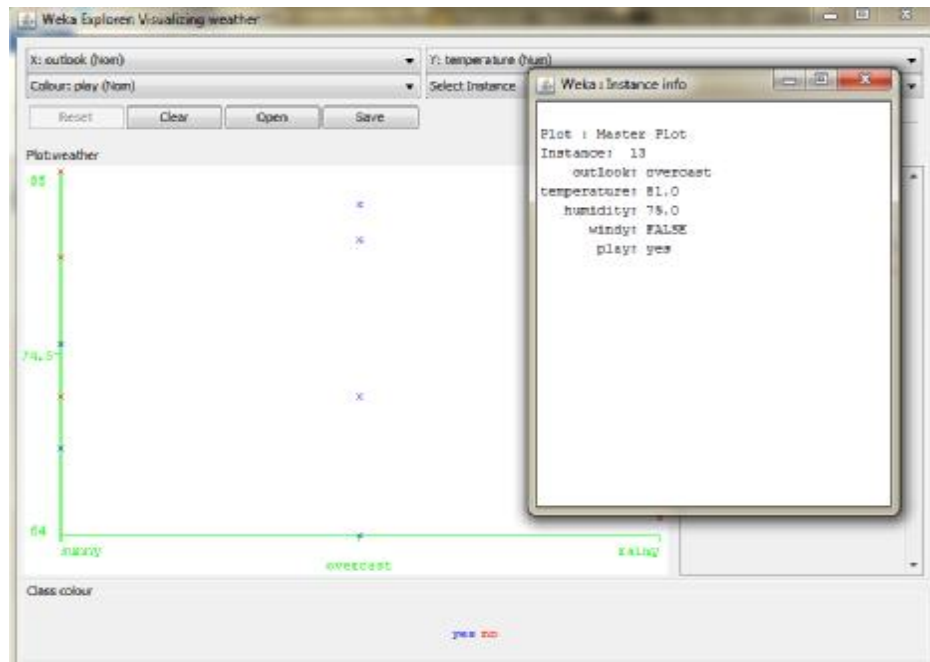 Weka Explorer: Visualizing weather
X: outlook (Nom)
Y: temperature (Num)
Colour: play (Nom)
Select Instance
Reset
Clear
Open
Save
Plot:weather
85
74.5
64
sunny
overcast
rainy
Weka : Instance info
Plot : Master Plot
Instance: 13
outlook: overcast
temperature: 81.0
humidity: 75.0
windy: FALSE
play: yes
Class colour
yes no